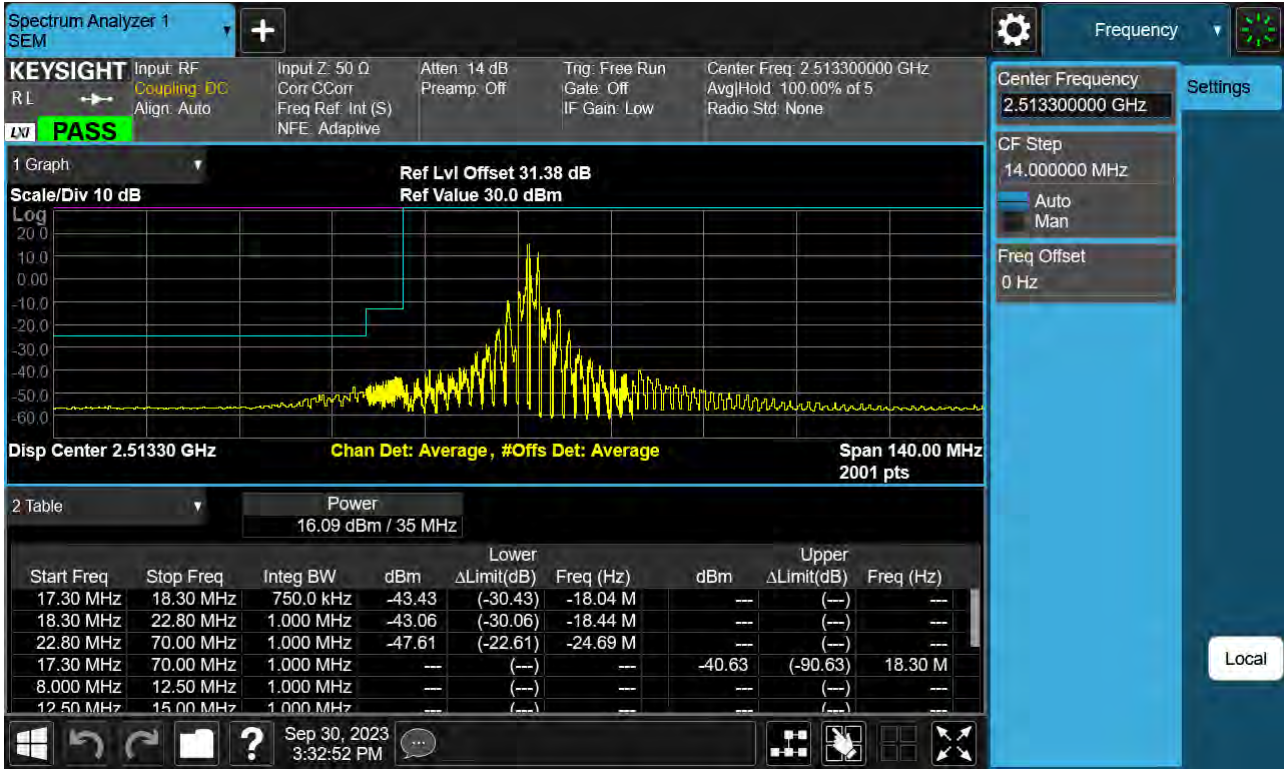 Spectrum Analyzer 1
SEM
+
Frequency
KEYSIGHT
R L
LXI
PASS
Input: RF
Coupling: DC
Align: Auto
Input Z: 50 Ω
Corr CCorr
Freq Ref: Int (S)
NFE: Adaptive
Atten: 14 dB
Preamp: Off
Trig: Free Run
Gate: Off
IF Gain: Low
Center Freq: 2.513300000 GHz
Avg|Hold: 100.00% of 5
Radio Std: None
Center Frequency
2.513300000 GHz
Settings
CF Step
14.000000 MHz
Auto
Man
Freq Offset
0 Hz
Local
1 Graph
Scale/Div 10 dB
Ref Lvl Offset 31.38 dB
Ref Value 30.0 dBm
Log
20.0
10.0
0.00
-10.0
-20.0
-30.0
-40.0
-50.0
-60.0
Disp Center 2.51330 GHz
Chan Det: Average, #Offs Det: Average
Span 140.00 MHz
2001 pts
2 Table
Power
16.09 dBm / 35 MHz
Lower Upper
Start Freq Stop Freq Integ BW dBm ΔLimit(dB) Freq (Hz) dBm ΔLimit(dB) Freq (Hz)
17.30 MHz 18.30 MHz 750.0 kHz -43.43 (-30.43) -18.04 M --- (---) ---
18.30 MHz 22.80 MHz 1.000 MHz -43.06 (-30.06) -18.44 M --- (---) ---
22.80 MHz 70.00 MHz 1.000 MHz -47.61 (-22.61) -24.69 M --- (---) ---
17.30 MHz 70.00 MHz 1.000 MHz --- (---) --- -40.63 (-90.63) 18.30 M
8.000 MHz 12.50 MHz 1.000 MHz --- (---) --- --- (---) ---
12.50 MHz 15.00 MHz 1.000 MHz --- (---) --- --- (---) ---
?
Sep 30, 2023
3:32:52 PM